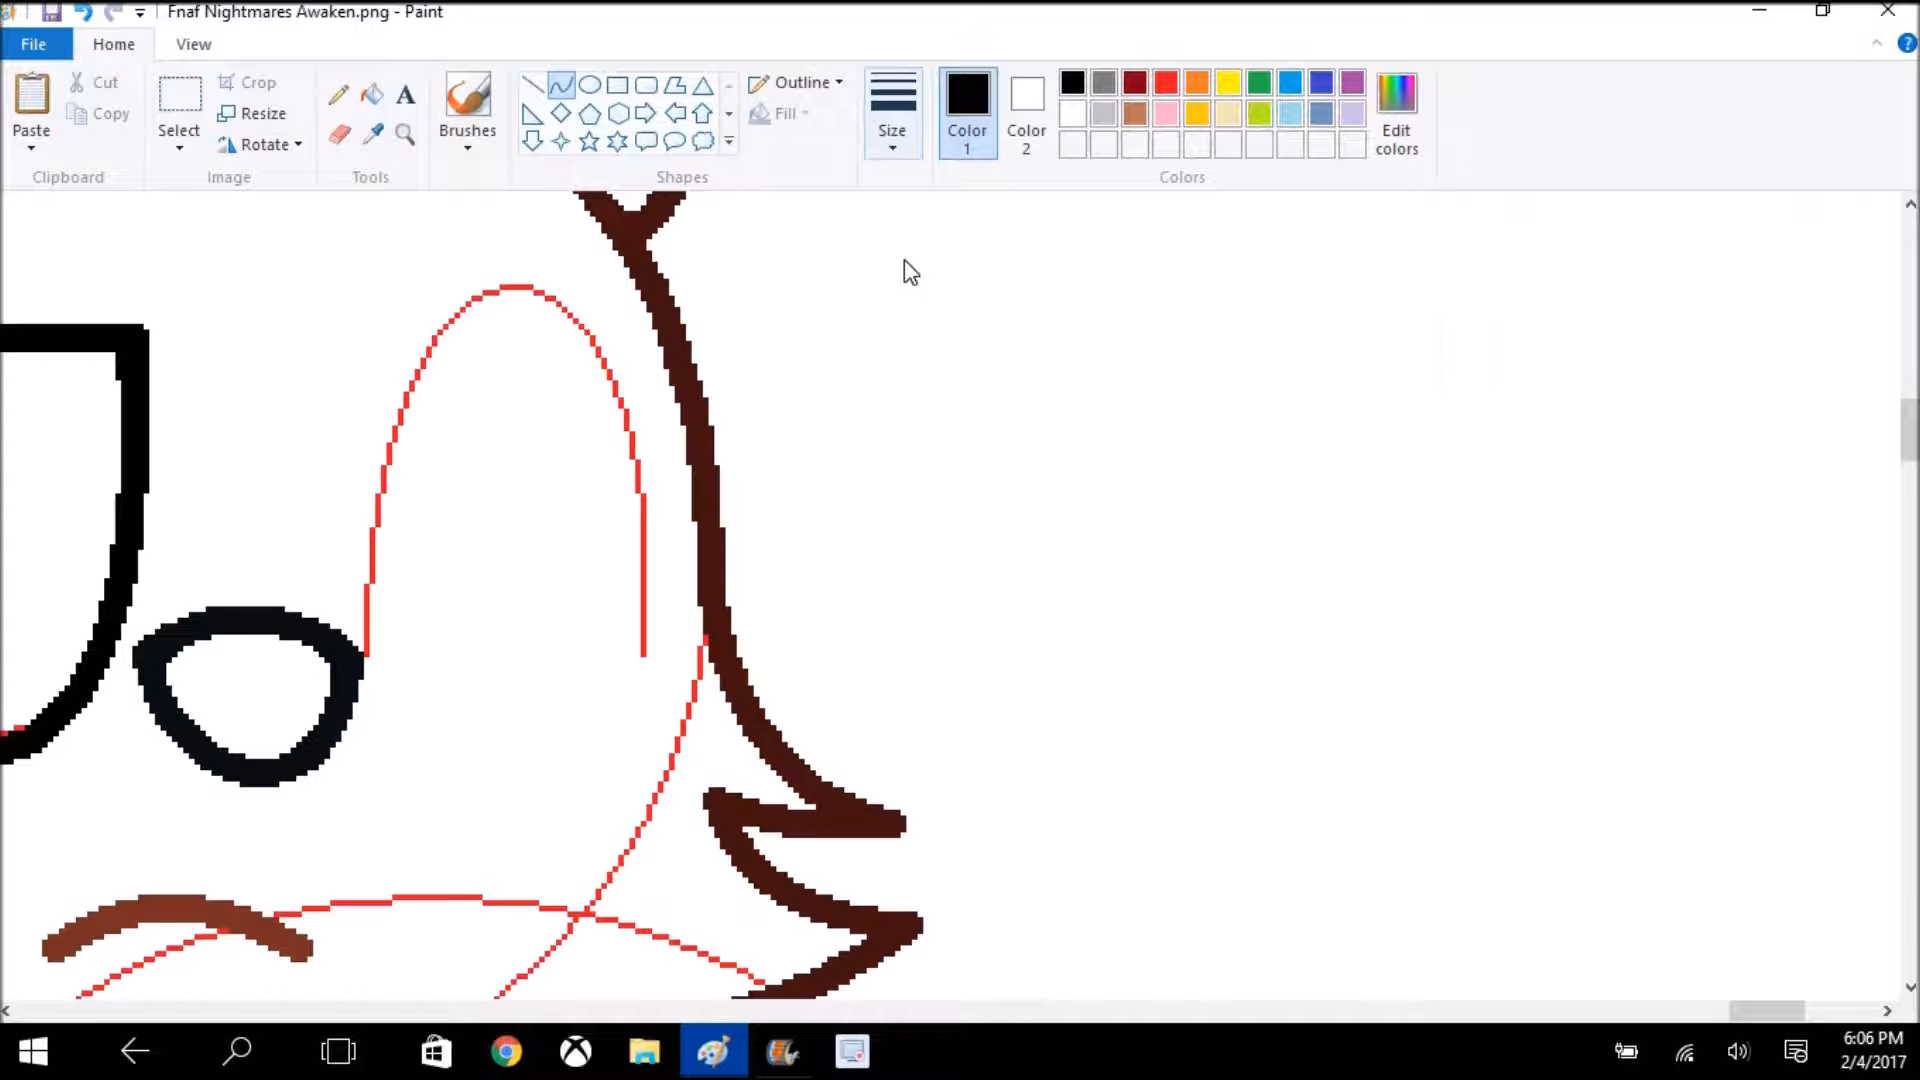 Fnaf Nightmares Awaken.png - Paint
File Home View
Paste
Cut
Copy
Clipboard
Select
Crop
Resize
Rotate
Image
A
Tools
Brushes
Shapes
Outline
Fill
Size
Color 1
Color 2
Edit colors
Colors
?
6:06 PM
2/4/2017